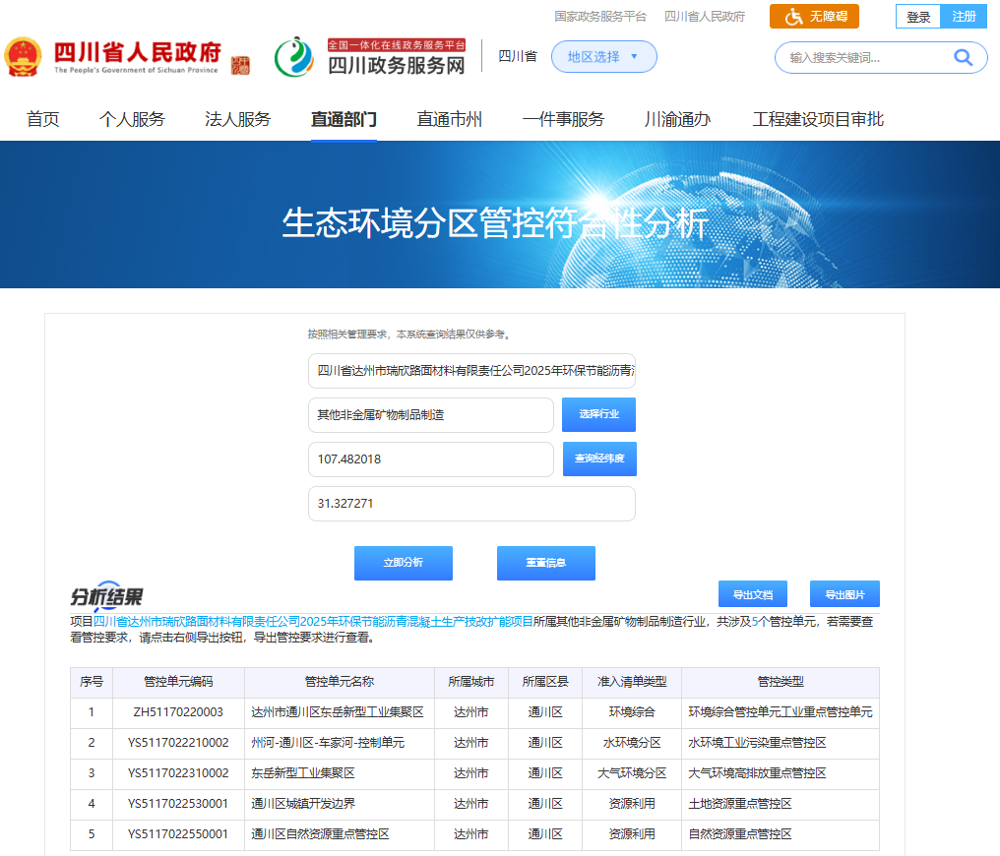 国家政务服务平台 四川省人民政府 无障碍 登录 注册
四川省人民政府
The People's Government of Sichuan Province
全国一体化在线政务服务平台
四川政务服务网
四川省 地区选择 ▼ 输入搜索关键词...
首页 个人服务 法人服务 直通部门 直通市州 一件事服务 川渝通办 工程建设项目审批
生态环境分区管控符合性分析
按照相关管理要求，本系统查询结果仅供参考。
四川省达州市瑞欣路面材料有限责任公司2025年环保节能沥青
其他非金属矿物制品制造 选择行业
107.482018 查询经纬度
31.327271
立即分析 重置信息
分析结果 导出文档 导出图片
项目四川省达州市瑞欣路面材料有限责任公司2025年环保节能沥青混凝土生产技改扩能项目所属其他非金属矿物制品制造行业，共涉及5个管控单元，若需要查
看管控要求，请点击右侧导出按钮，导出管控要求进行查看。
序号 管控单元编码 管控单元名称 所属城市 所属区县 准入清单类型 管控类型
1 ZH51170220003 达州市通川区东岳新型工业集聚区 达州市 通川区 环境综合 环境综合管控单元工业重点管控单元
2 YS5117022210002 州河-通川区-车家河-控制单元 达州市 通川区 水环境分区 水环境工业污染重点管控区
3 YS5117022310002 东岳新型工业集聚区 达州市 通川区 大气环境分区 大气环境高排放重点管控区
4 YS5117022530001 通川区城镇开发边界 达州市 通川区 资源利用 土地资源重点管控区
5 YS5117022550001 通川区自然资源重点管控区 达州市 通川区 资源利用 自然资源重点管控区